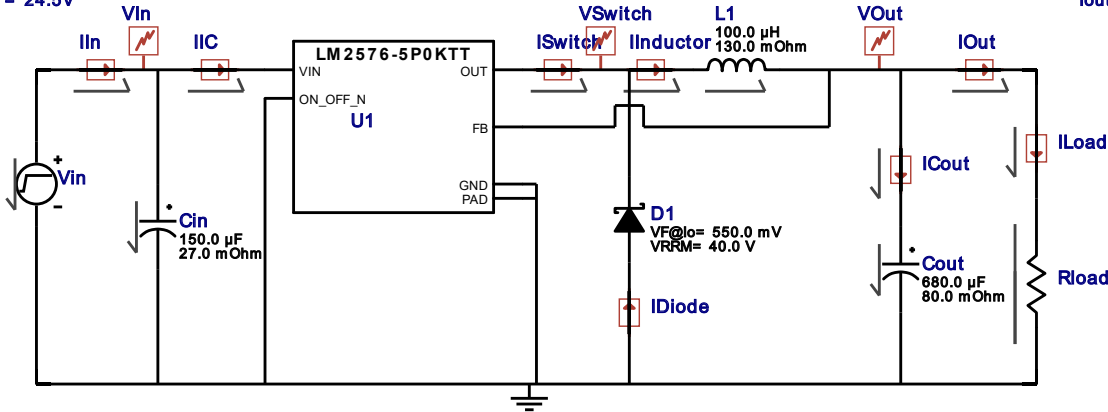 = 24.5V
Iout
VIn
VSwitch
L1
VOut
100.0 µH
130.0 mOhm
IIn
IIC
ISwitch
IInductor
IOut
LM2576-5P0KTT
VIN
OUT
ON_OFF_N
U1
FB
GND
PAD
ILoad
ICout
+
Vin
-
Cin
150.0 µF
27.0 mOhm
D1
VF@Io= 550.0 mV
VRRM= 40.0 V
Cout
680.0 µF
80.0 mOhm
Rload
IDiode